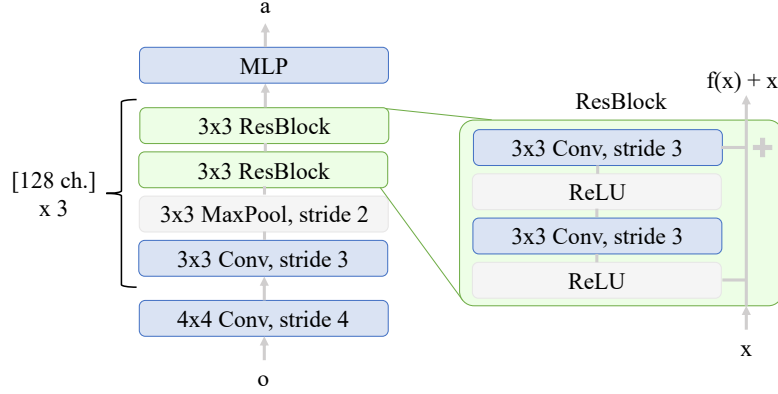 a
MLP
3x3 ResBlock
3x3 ResBlock
3x3 MaxPool, stride 2
3x3 Conv, stride 3
[128 ch.]
x 3
4x4 Conv, stride 4
o
f(x) + x
ResBlock
3x3 Conv, stride 3
+
ReLU
3x3 Conv, stride 3
ReLU
x